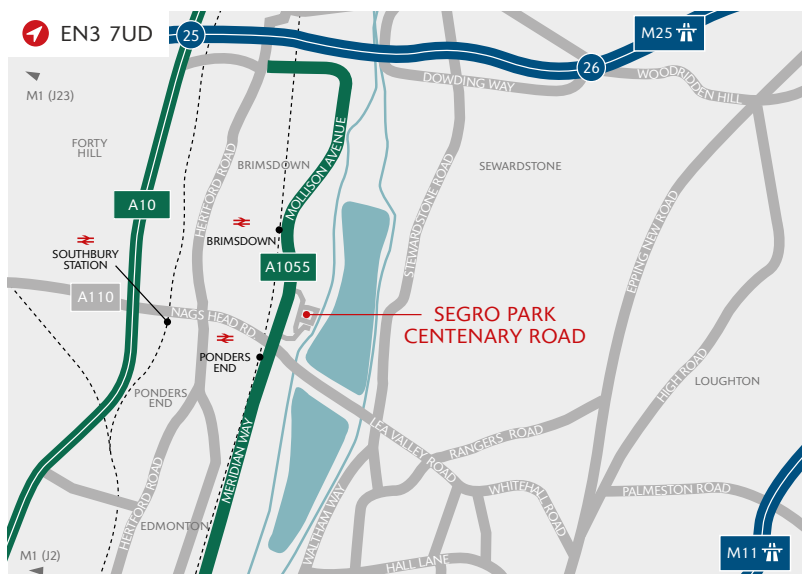 EN3 7UD
25
M25
26
M1 (J23)
DOWDING WAY
WOODRIDDEN HILL
FORTY
HILL
HERTFORD ROAD
BRIMSDOWN
MOLLISON AVENUE
SEWARDSTONE
A10
STEWARDSTONE ROAD
EPPING NEW ROAD
SOUTHBURY
STATION
BRIMSDOWN
A1055
A110
NAGS HEAD RD
SEGRO PARK
CENTENARY ROAD
PONDERS
END
PONDERS
END
HIGH ROAD
LOUGHTON
MERIDIAN WAY
LEA VALLEY ROAD
RANGERS' ROAD
HERTFORD ROAD
EDMONTON
WALTHAM WAY
WHITEHALL ROAD
PALMESTON ROAD
M1 (J2)
HALL LANE
M11